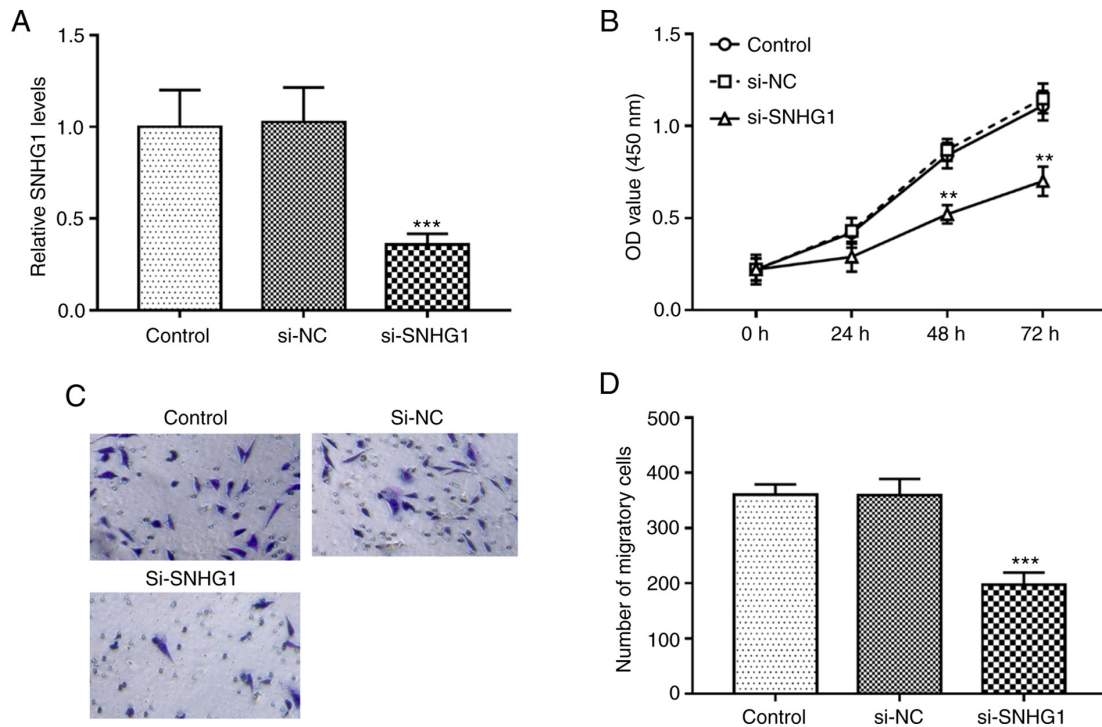 A
1.5
1.0
0.5
0.0
Relative SNHG1 levels
***
Control si-NC si-SNHG1
B
1.5
1.0
0.5
0.0
OD value (450 nm)
Control
si-NC
si-SNHG1
**
**
0 h 24 h 48 h 72 h
C
Control Si-NC
Si-SNHG1
D
500
400
300
200
100
0
Number of migratory cells
***
Control si-NC si-SNHG1